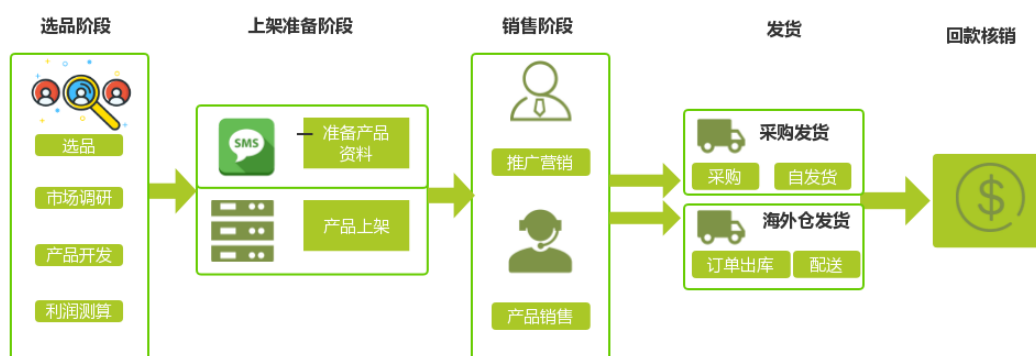 选品阶段
上架准备阶段
销售阶段
发货
回款核销
选品
市场调研
产品开发
利润测算
SMS
准备产品
资料
产品上架
推广营销
产品销售
采购发货
采购
自发货
海外仓发货
订单出库
配送
$